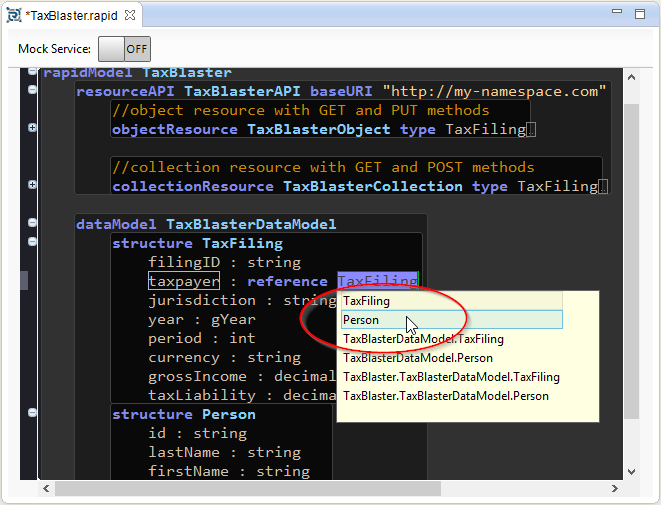 *TaxBlaster.rapid
Mock Service: OFF
rapidModel TaxBlaster
resourceAPI TaxBlasterAPI baseURI "http://my-namespace.com"
//object resource with GET and PUT methods
objectResource TaxBlasterObject type TaxFiling
//collection resource with GET and POST methods
collectionResource TaxBlasterCollection type TaxFiling
dataModel TaxBlasterDataModel
structure TaxFiling
filingID : string
taxpayer : reference TaxFiling
jurisdiction : string
year : gYear
period : int
currency : string
grossIncome : decimal
taxLiability : decimal
structure Person
id : string
lastName : string
firstName : string
TaxFiling
Person
TaxBlasterDataModel.TaxFiling
TaxBlasterDataModel.Person
TaxBlaster.TaxBlasterDataModel.TaxFiling
TaxBlaster.TaxBlasterDataModel.Person